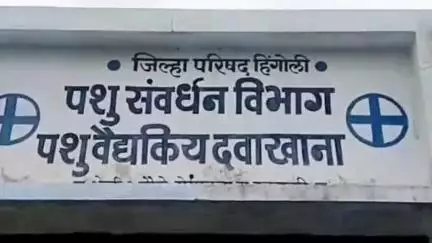 • जिल्हा परिषद हिंगोली •
पशु संवर्धन विभाग
पशु वैद्यकिय दवाखाना